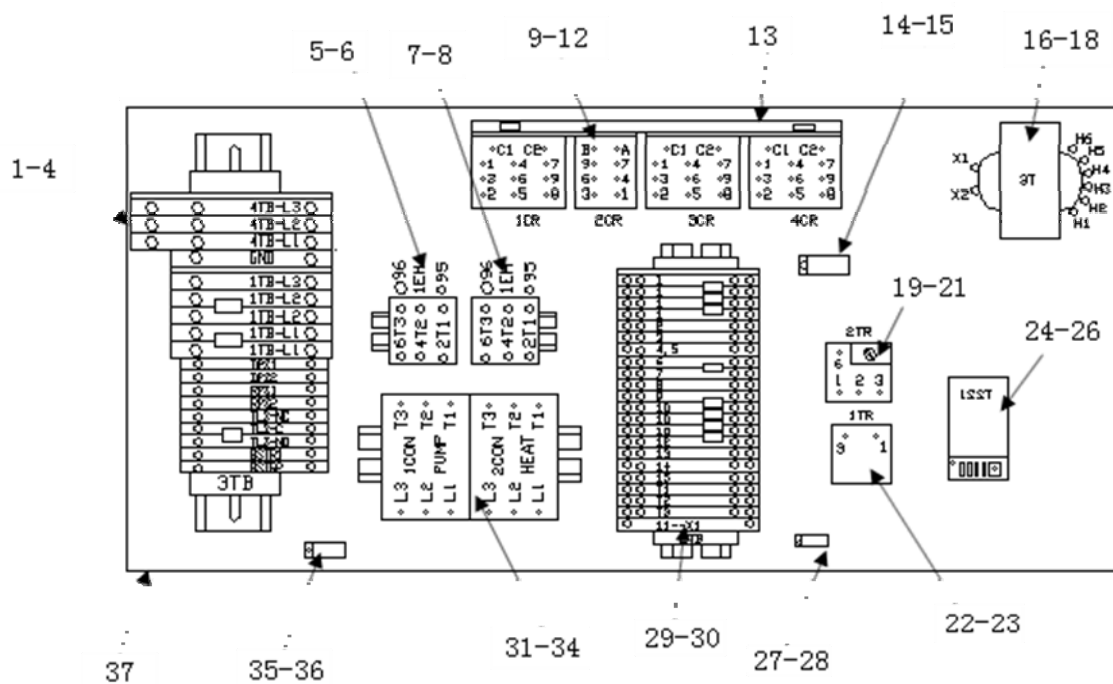 14-15
9-12
13
16-18
5-6
7-8
1-4
C1 C2
1 4 7
3 6 9
2 5 8
1CR
B A
9 7
6 4
3 1
2CR
C1 C2
1 4 7
3 6 9
2 5 8
3CR
C1 C2
1 4 7
3 6 9
2 5 8
4CR
X1
X2
3T
H6
H5
H4
H3
H2
H1
4TB-L3
4TB-L2
4TB-L1
GND
1TB-L3
1TB-L2
1TB-L2
1TB-L1
1TB-L1
3TB
96
95
6T3
4T2
2T1
96
95
6T3
4T2
2T1
19-21
24-26
2TR
6
1 2 3
T221
1TR
9 1
T3 T2 T1
1CON PUMP
L3 L2 L1
T3 T2 T1
2CON HEAT
L3 L2 L1
4,5
11--X1
22-23
31-34
29-30
27-28
35-36
37